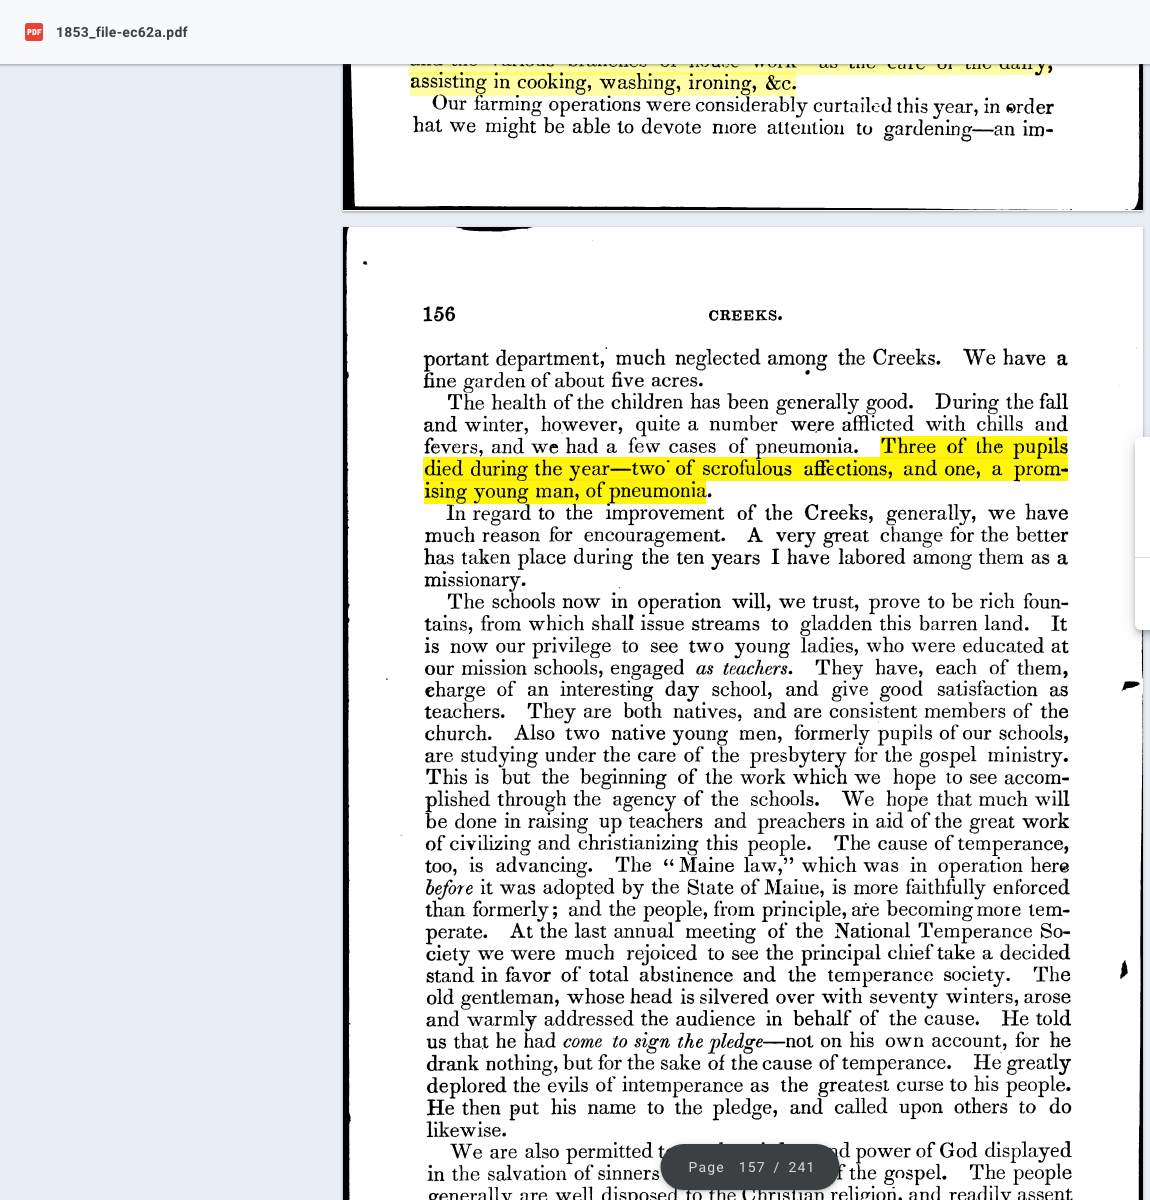 1853_file-ec62a.pdf
assisting in cooking, washing, ironing, &c.
Our farming operations were considerably curtailed this year, in order
hat we might be able to devote more attention to gardening—an im-
156 CREEKS.
portant department, much neglected among the Creeks. We have a
fine garden of about five acres.
The health of the children has been generally good. During the fall
and winter, however, quite a number were afflicted with chills and
fevers, and we had a few cases of pneumonia. Three of the pupils
died during the year—two of scrofulous affections, and one, a prom-
ising young man, of pneumonia.
In regard to the improvement of the Creeks, generally, we have
much reason for encouragement. A very great change for the better
has taken place during the ten years I have labored among them as a
missionary.
The schools now in operation will, we trust, prove to be rich foun-
tains, from which shall issue streams to gladden this barren land. It
is now our privilege to see two young ladies, who were educated at
our mission schools, engaged as teachers. They have, each of them,
charge of an interesting day school, and give good satisfaction as
teachers. They are both natives, and are consistent members of the
church. Also two native young men, formerly pupils of our schools,
are studying under the care of the presbytery for the gospel ministry.
This is but the beginning of the work which we hope to see accom-
plished through the agency of the schools. We hope that much will
be done in raising up teachers and preachers in aid of the great work
of civilizing and christianizing this people. The cause of temperance,
too, is advancing. The “Maine law,” which was in operation here
before it was adopted by the State of Maine, is more faithfully enforced
than formerly; and the people, from principle, are becoming more tem-
perate. At the last annual meeting of the National Temperance So-
ciety we were much rejoiced to see the principal chief take a decided
stand in favor of total abstinence and the temperance society. The
old gentleman, whose head is silvered over with seventy winters, arose
and warmly addressed the audience in behalf of the cause. He told
us that he had come to sign the pledge—not on his own account, for he
drank nothing, but for the sake of the cause of temperance. He greatly
deplored the evils of intemperance as the greatest curse to his people.
He then put his name to the pledge, and called upon others to do
likewise.
We are also permitted power of God displayed
in the salvation of sinners the gospel. The people
generally are well disposed to the Christian religion, and readily assent
Page 157 / 241